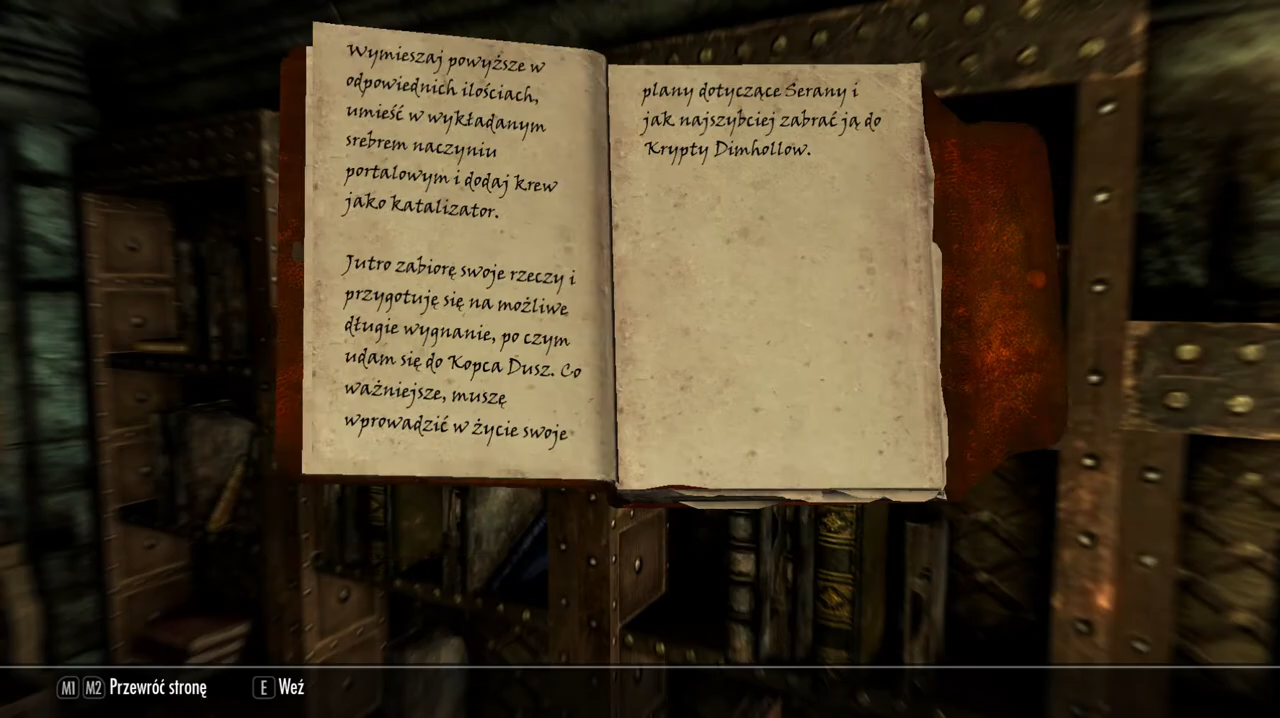 Wymieszaj powyższe w
odpowiednich ilościach,
umieść w wykładanym
srebrem naczyniu
portalowym i dodaj krew
jako katalizator.
Jutro zabiorę swoje rzeczy i
przygotuję się na możliwe
długie wygnanie, po czym
udam się do Kopca Dusz. Co
ważniejsze, muszę
wprowadzić w życie swoje
plany dotyczące Serany i
jak najszybciej zabrać ją do
Krypty Dimhollow.
M1 M2 Przewróć stronę E Weź